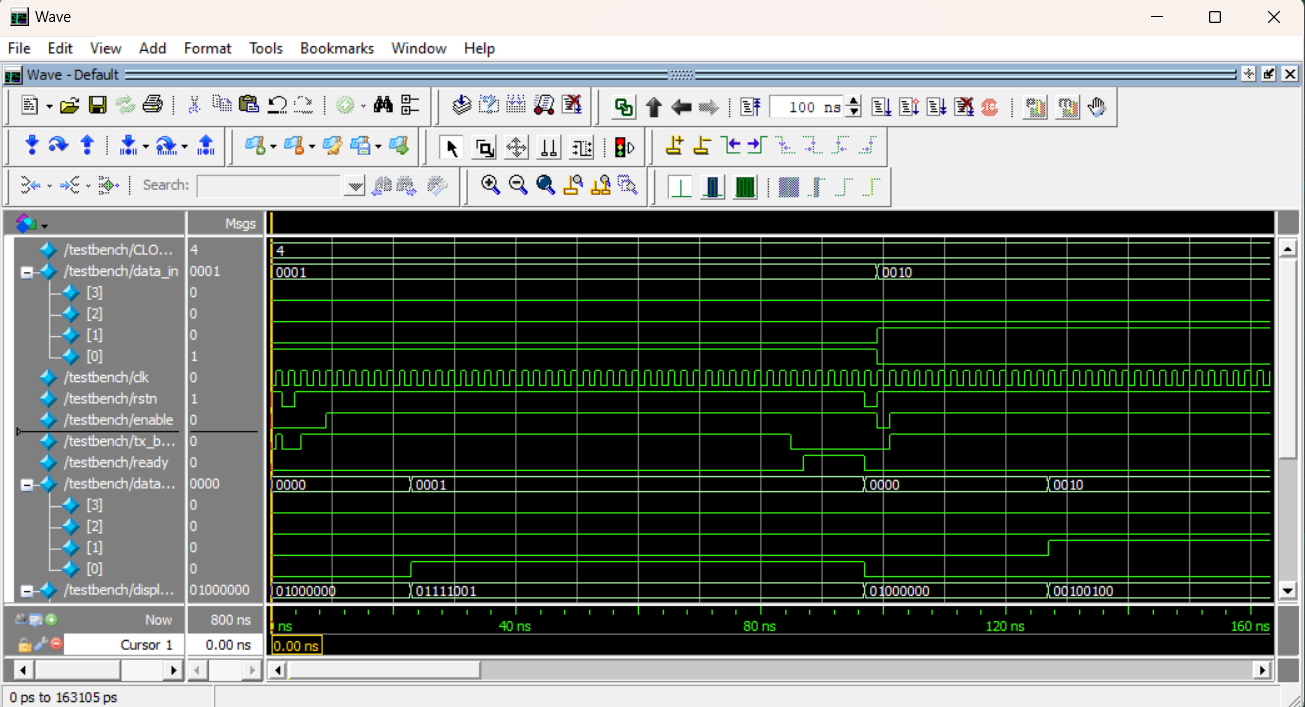 Wave
File Edit View Add Format Tools Bookmarks Window Help
Wave - Default
100 ns
Search:
Msgs
/testbench/CLO... 4 4
/testbench/data_in 0001 0001 0010
[3] 0
[2] 0
[1] 0
[0] 1
/testbench/clk 0
/testbench/rstn 1
/testbench/enable 0
/testbench/tx_b... 0
/testbench/ready 0
/testbench/data... 0000 0000 0001 0000 0010
[3] 0
[2] 0
[1] 0
[0] 0
/testbench/displ... 01000000 01000000 01111001 01000000 00100100
Now 800 ns ns 40 ns 80 ns 120 ns 160 ns
Cursor 1 0.00 ns 0.00 ns
0 ps to 163105 ps